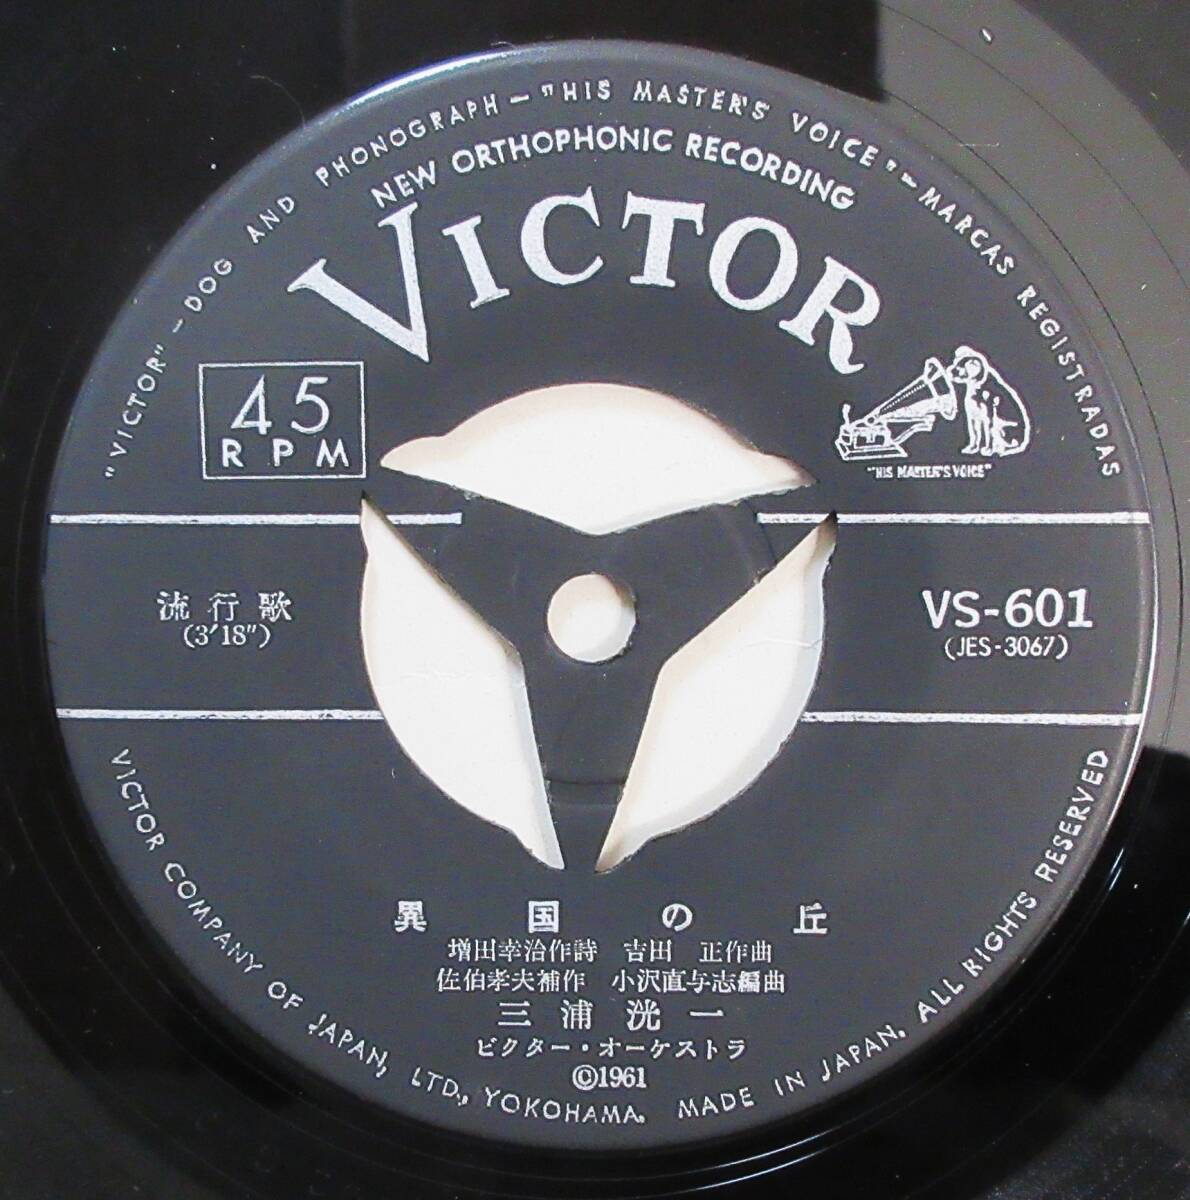 "VICTOR" — DOG AND PHONOGRAPH — "HIS MASTER'S VOICE" — MARCAS REGISTRADAS
NEW ORTHOPHONIC RECORDING
VICTOR
45
RPM
"HIS MASTER'S VOICE"
流行歌
(3′18″)
VS-601
(JES-3067)
異国の丘
増田幸治作詩 吉田 正作曲
佐伯孝夫補作 小沢直与志編曲
三浦洸一
ビクター・オーケストラ
©1961
VICTOR COMPANY OF JAPAN, LTD., YOKOHAMA. MADE IN JAPAN. ALL RIGHTS RESERVED